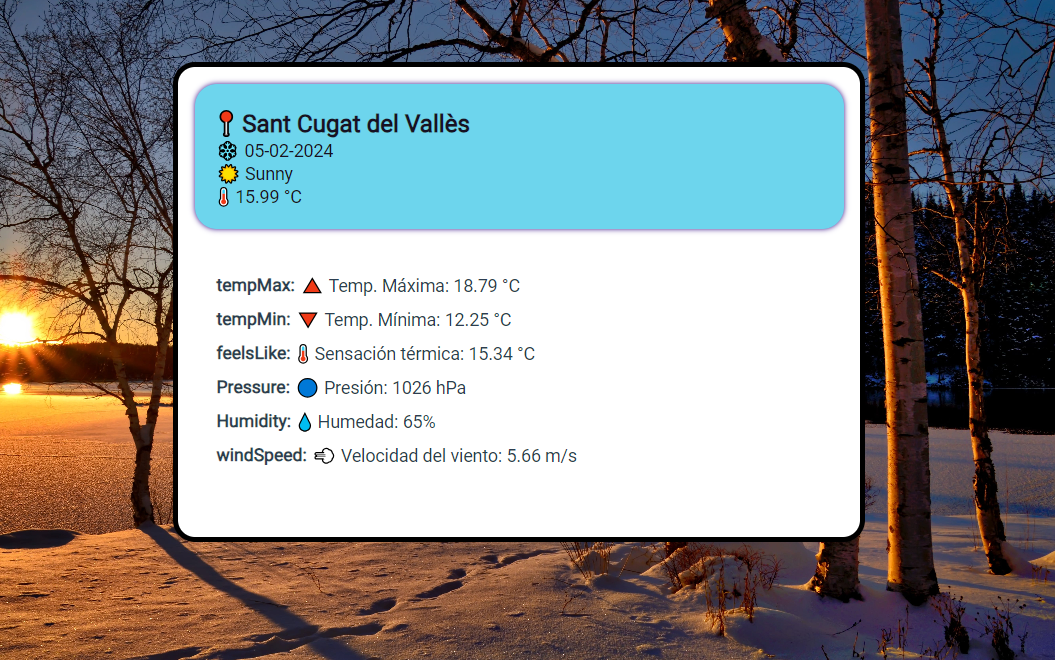 Sant Cugat del Vallès
05-02-2024
Sunny
15.99 °C
tempMax: Temp. Máxima: 18.79 °C
tempMin: Temp. Mínima: 12.25 °C
feelsLike: Sensación térmica: 15.34 °C
Pressure: Presión: 1026 hPa
Humidity: Humedad: 65%
windSpeed: Velocidad del viento: 5.66 m/s